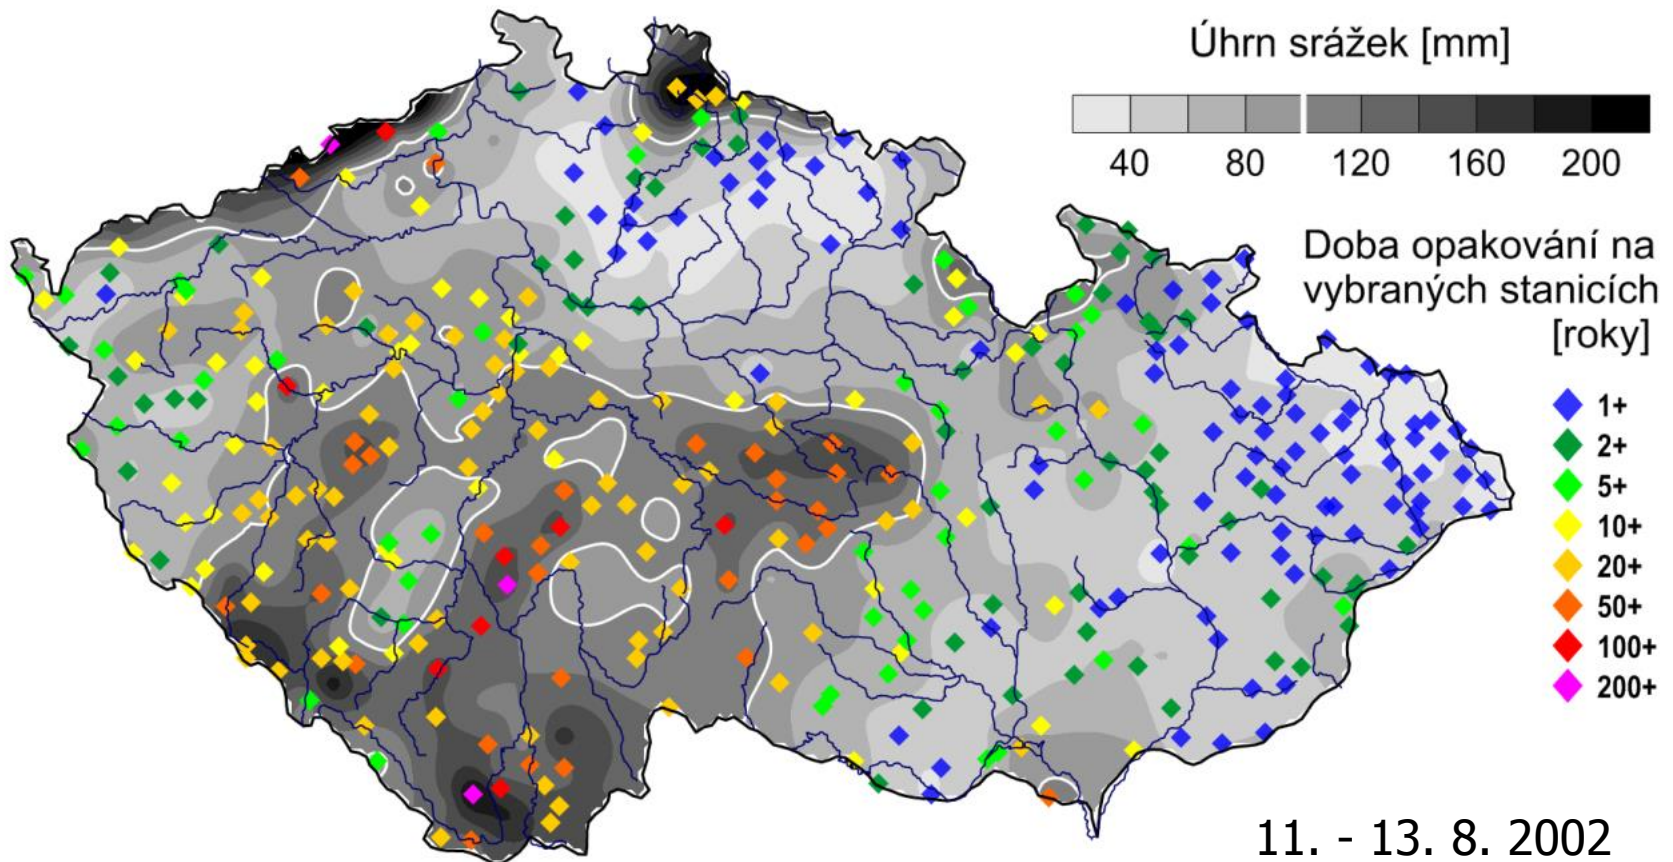 Úhrn srážek [mm]
40 80 120 160 200
Doba opakování na
vybraných stanicích
[roky]
1+
2+
5+
10+
20+
50+
100+
200+
11. - 13. 8. 2002